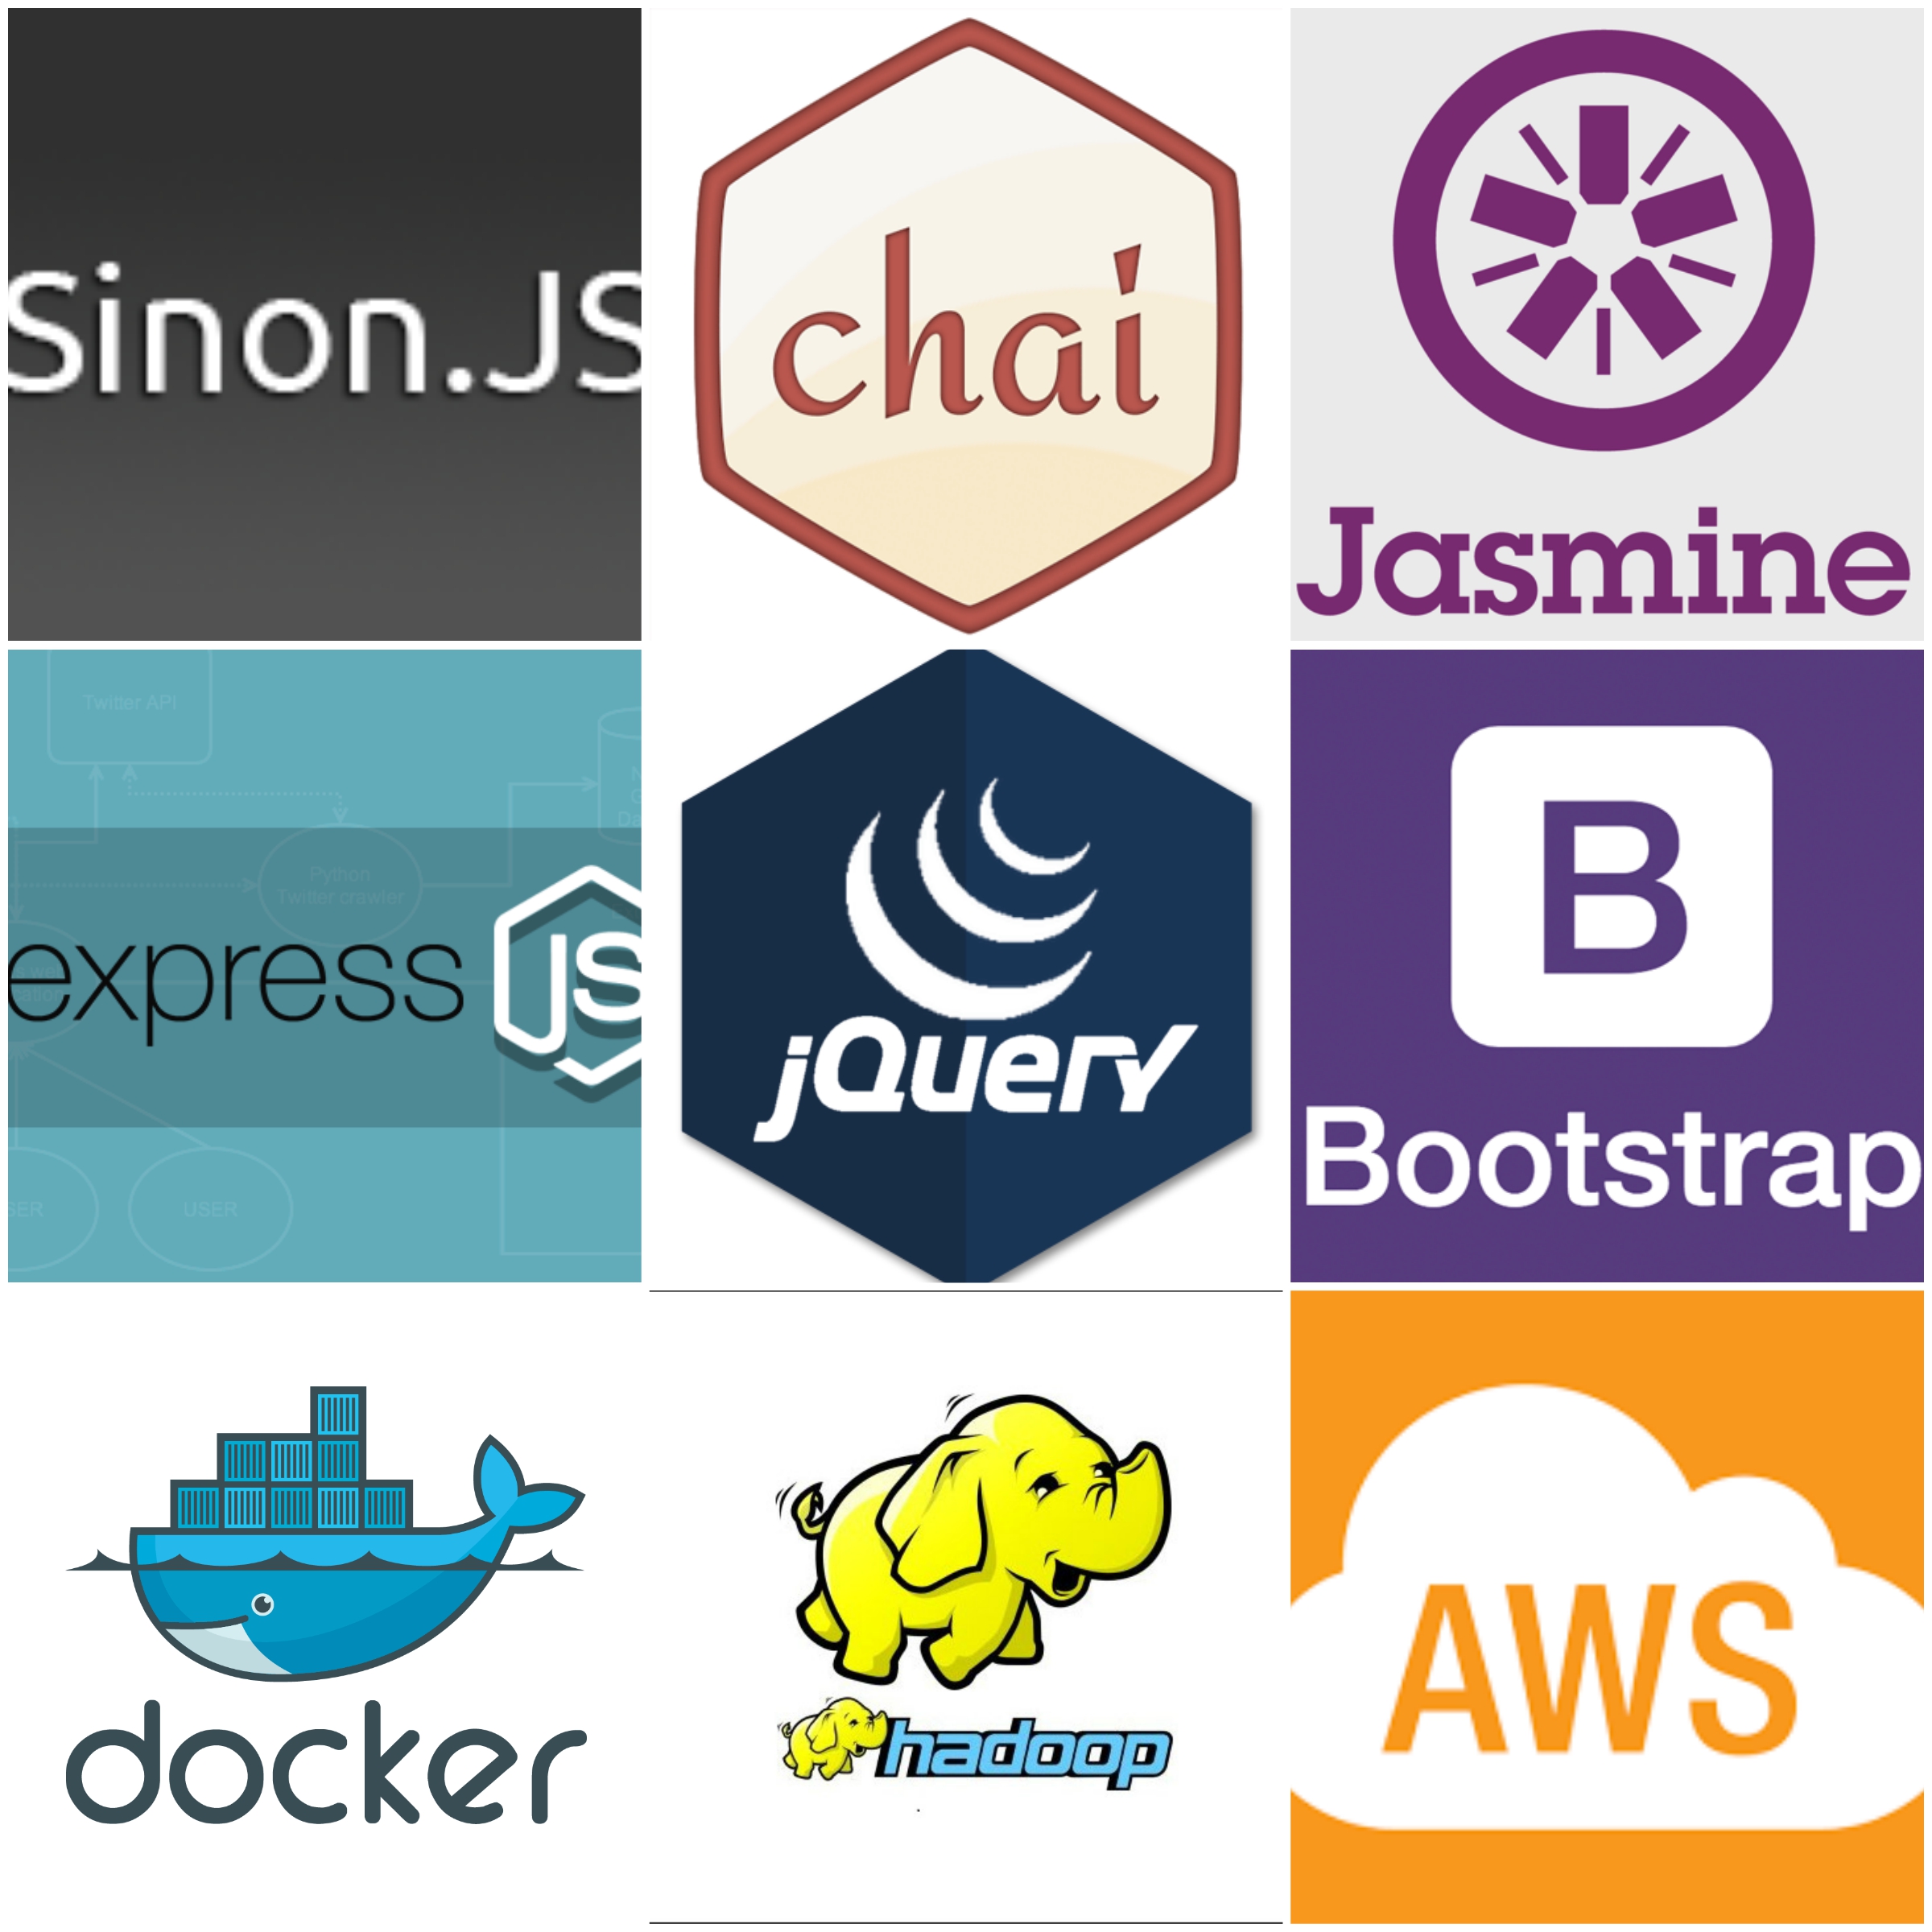 Sinon.JS
chai
Jasmine
Twitter API
Python
Twitter crawler
express
JS
USER
jQuery
B
Bootstrap
docker
hadoop
AWS